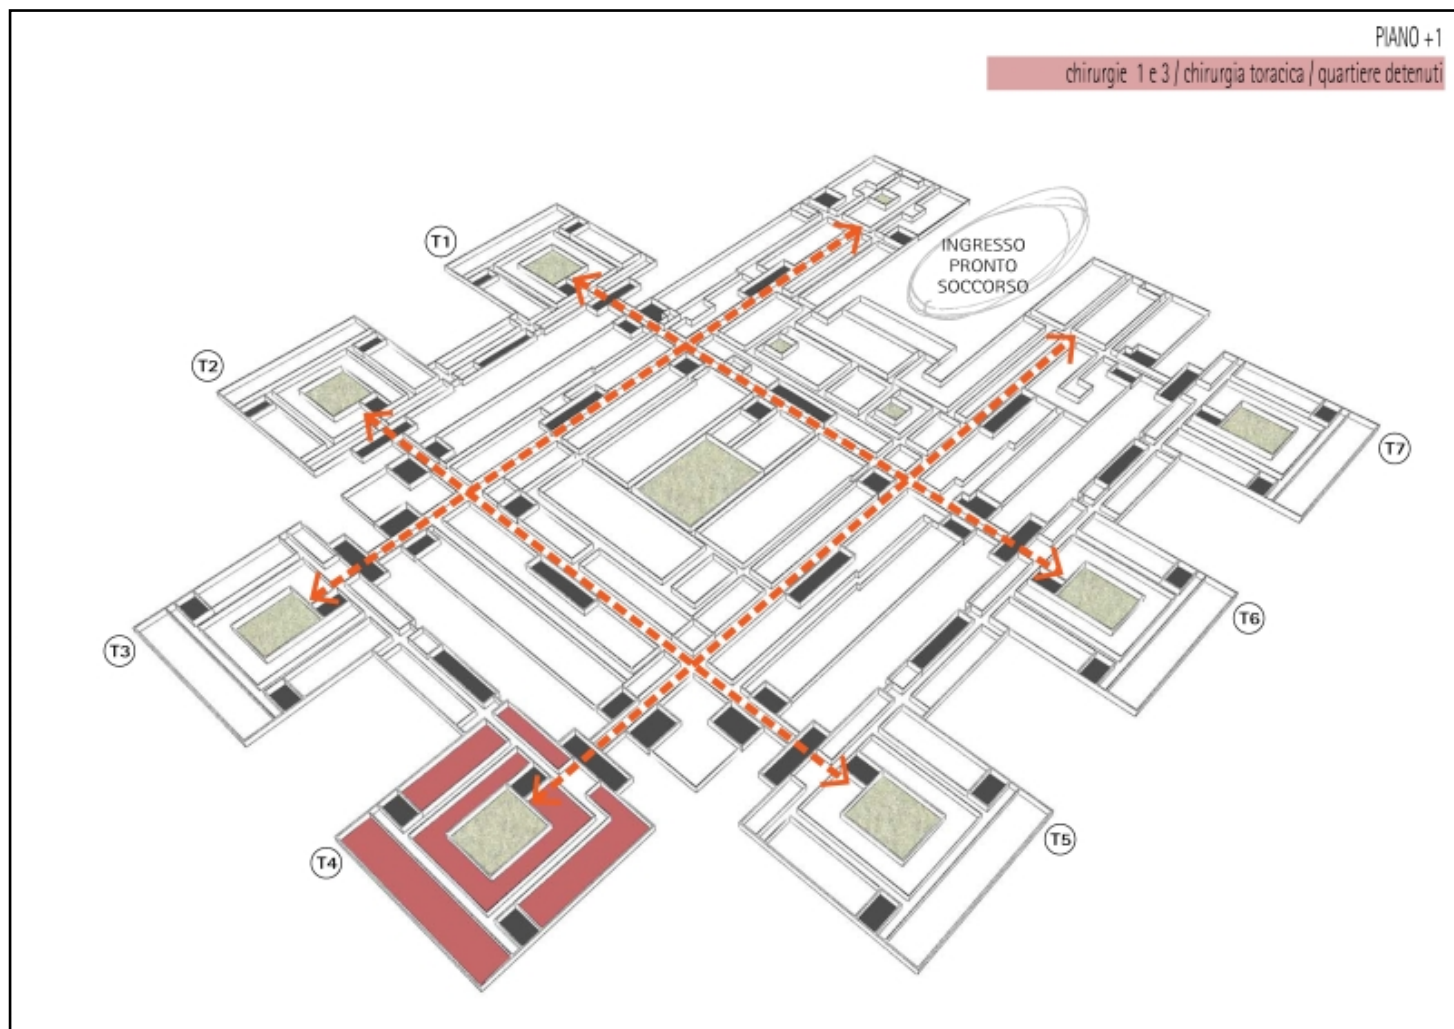 PIANO +1
chirurgie 1 e 3 / chirurgia toracica / quartiere detenuti
T1
INGRESSO
PRONTO
SOCCORSO
T2
T7
T3
T6
T4
T5